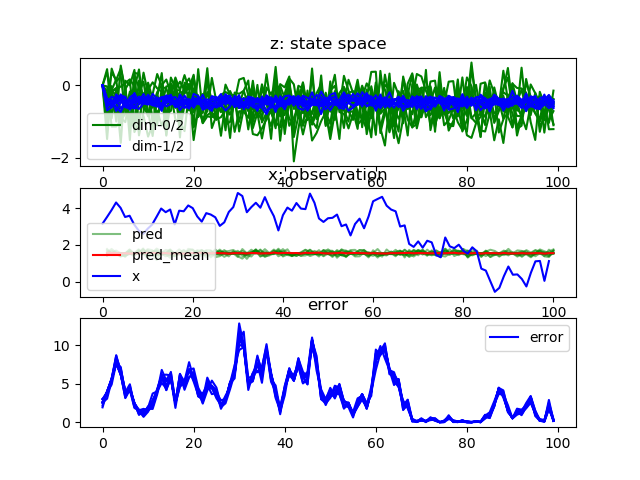 z: state space
0
−2
dim-0/2
dim-1/2
0 20 40 60 80 100
x: observation
4
2
0
pred
pred_mean
x
0 20 40 60 80 100
error
10
5
0
error
0 20 40 60 80 100